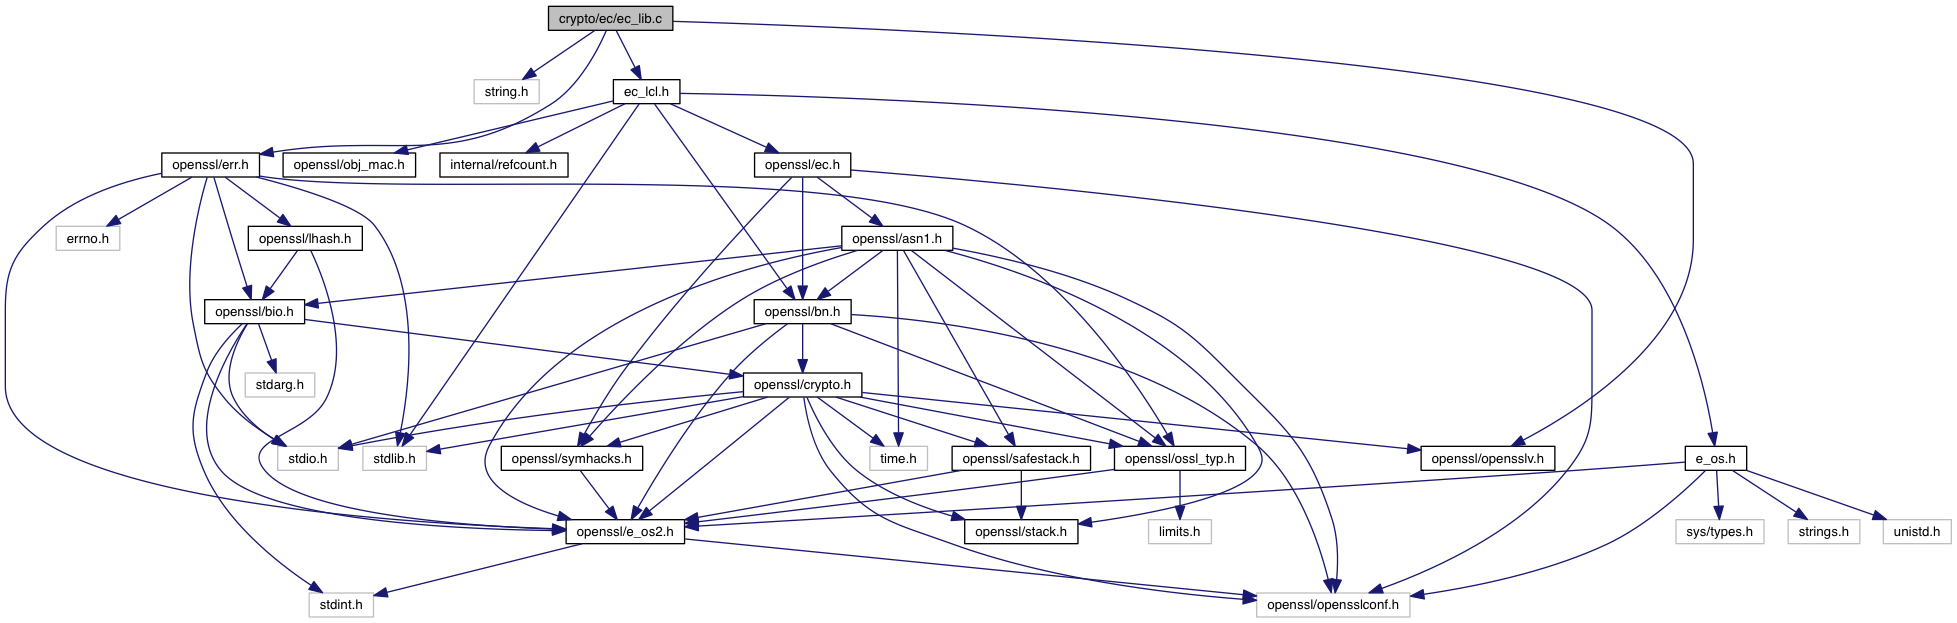 crypto/ec/ec_lib.c
string.h
ec_lcl.h
openssl/err.h
openssl/obj_mac.h
internal/refcount.h
openssl/ec.h
errno.h
openssl/lhash.h
openssl/asn1.h
openssl/bio.h
openssl/bn.h
stdarg.h
openssl/crypto.h
stdio.h
stdlib.h
openssl/symhacks.h
time.h
openssl/safestack.h
openssl/ossl_typ.h
openssl/opensslv.h
e_os.h
openssl/e_os2.h
openssl/stack.h
limits.h
sys/types.h
strings.h
unistd.h
stdint.h
openssl/opensslconf.h